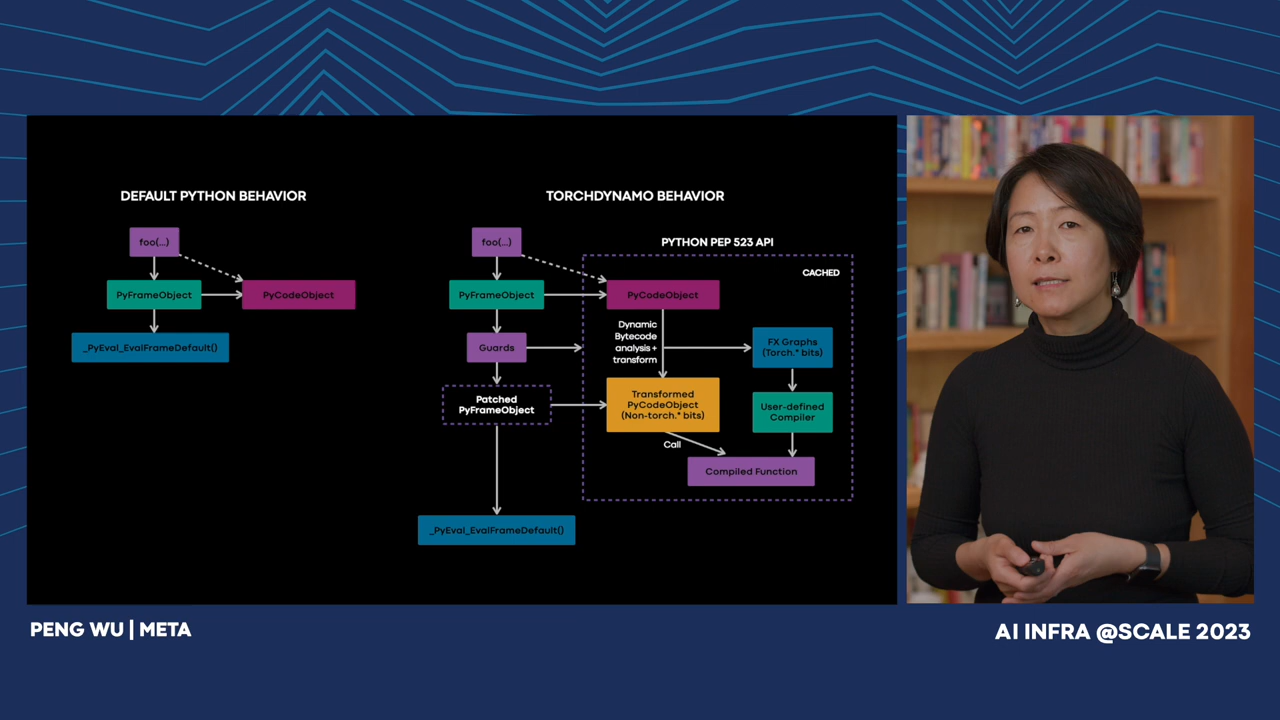 DEFAULT PYTHON BEHAVIOR
foo(...)
PyFrameObject
PyCodeObject
_PyEval_EvalFrameDefault()
TORCHDYNAMO BEHAVIOR
PYTHON PEP 523 API
foo(...)
CACHED
PyFrameObject
PyCodeObject
Dynamic
Bytecode
analysis +
transform
Guards
FX Graphs
(Torch.* bits)
Patched
PyFrameObject
Transformed
PyCodeObject
(Non-torch.* bits)
User-defined
Compiler
Call
Compiled Function
_PyEval_EvalFrameDefault()
PENG WU | META
AI INFRA @SCALE 2023